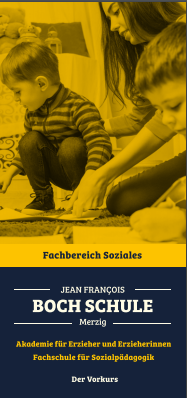 Fachbereich Soziales
JEAN FRANÇOIS
BOCH SCHULE
Merzig
Akademie für Erzieher und Erzieherinnen
Fachschule für Sozialpädagogik
Der Vorkurs